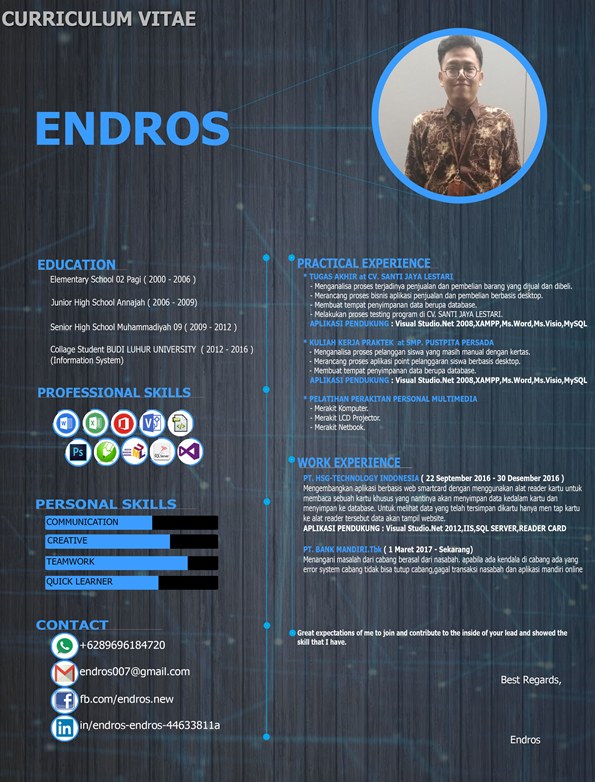 CURRICULUM VITAE
ENDROS
EDUCATION
Elementary School 02 Pagi ( 2000 - 2006 )
Junior High School Annajah ( 2006 - 2009)
Senior High School Muhammadiyah 09 ( 2009 - 2012 )
Collage Student BUDI LUHUR UNIVERSITY ( 2012 - 2016 )
(Information System)
PROFESSIONAL SKILLS
PERSONAL SKILLS
COMMUNICATION
CREATIVE
TEAMWORK
QUICK LEARNER
CONTACT
+6289696184720
endros007@gmail.com
fb.com/endros.new
in/endros-endros-44633811a
PRACTICAL EXPERIENCE
* TUGAS AKHIR at CV. SANTI JAYA LESTARI
- Menganalisa proses terjadinya penjualan dan pembelian barang yang dijual dan dibeli.
- Merancang proses bisnis aplikasi penjualan dan pembelian berbasis desktop.
- Membuat tempat penyimpanan data berupa database.
- Melakukan proses testing program di CV. SANTI JAYA LESTARI.
APLIKASI PENDUKUNG : Visual Studio.Net 2008,XAMPP,Ms.Word,Ms.Visio,MySQL
* KULIAH KERJA PRAKTEK at SMP. PUSTPITA PERSADA
- Menganalisa proses pelanggan siswa yang masih manual dengan kertas.
- Merancang proses aplikasi point pelanggaran siswa berbasis desktop.
- Membuat tempat penyimpanan data berupa database.
APLIKASI PENDUKUNG : Visual Studio.Net 2008,XAMPP,Ms.Word,Ms.Visio,MySQL
* PELATIHAN PERAKITAN PERSONAL MULTIMEDIA
- Merakit Komputer.
- Merakit LCD Projector.
- Merakit Netbook.
WORK EXPERIENCE
PT. HSG-TECHNOLOGY INDONESIA ( 22 September 2016 - 30 Desember 2016 )
Mengembangkan aplikasi berbasis web smartcard dengan menggunakan alat reader kartu untuk
membaca sebuah kartu khusus yang nantinya akan menyimpan data kedalam kartu dan
menyimpan ke database. Untuk melihat data yang telah tersimpan dikartu hanya men tap kartu
ke alat reader tersebut data akan tampil website.
APLIKASI PENDUKUNG : Visual Studio.Net 2012,IIS,SQL SERVER,READER CARD
PT. BANK MANDIRI.Tbk ( 1 Maret 2017 - Sekarang)
Menangani masalah dari cabang berasal dari nasabah, apabila ada kendala di cabang ada yang
error system cabang tidak bisa tutup cabang,gagal transaksi nasabah dan aplikasi mandiri online
Great expectations of me to join and contribute to the inside of your lead and showed the
skill that I have.
Best Regards,
Endros